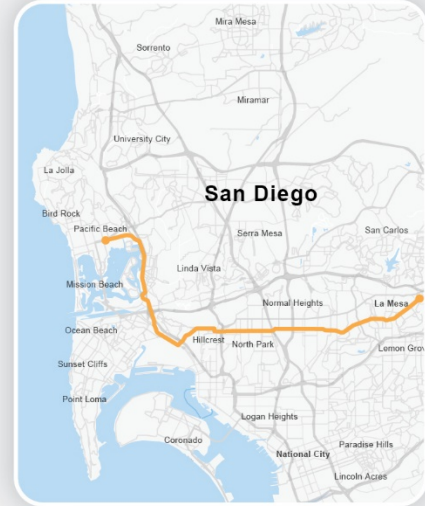 Mira Mesa
Sorrento
Miramar
University City
La Jolla
San Diego
Bird Rock
Pacific Beach
Serra Mesa
San Carlos
Linda Vista
Mission Beach
Normal Heights
La Mesa
Ocean Beach
Hillcrest
North Park
Lemon Grov
Sunset Cliffs
Point Loma
Logan Heights
Coronado
Paradise Hills
National City
Lincoln Acres